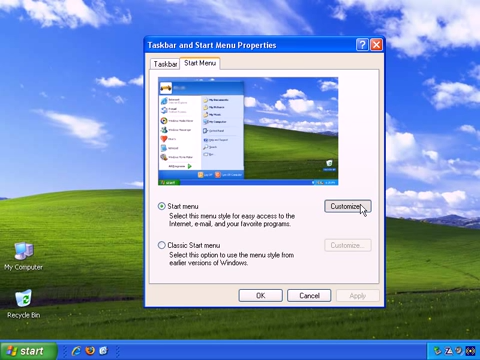 Taskbar and Start Menu Properties
Taskbar
Start Menu
Start menu
Customize...
Select this menu style for easy access to the
Internet, e-mail, and your favorite programs.
Classic Start menu
Customize...
Select this option to use the menu style from
earlier versions of Windows.
OK
Cancel
Apply
My Computer
Recycle Bin
start